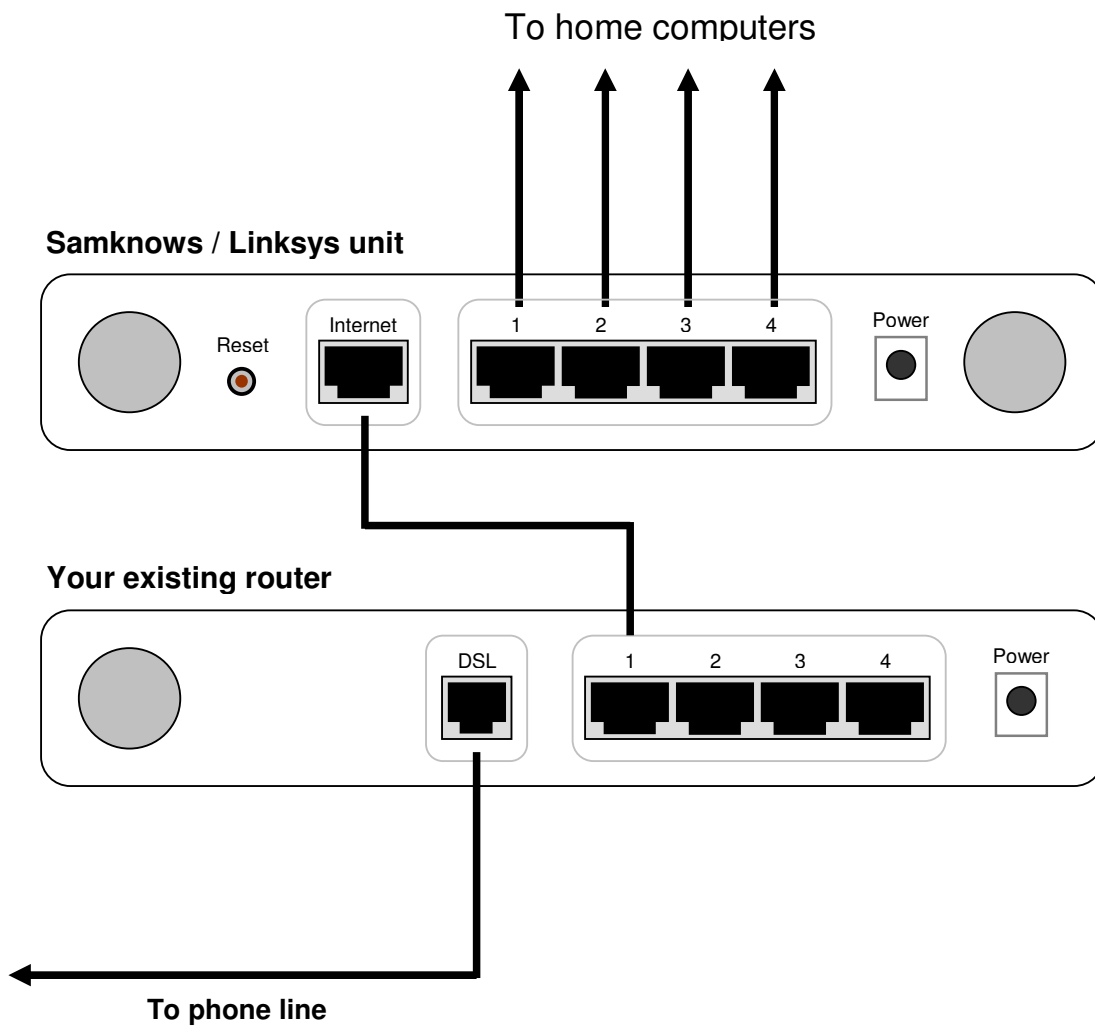 To home computers
Samknows / Linksys unit
Reset
Internet
1 2 3 4
Power
Your existing router
DSL
1 2 3 4
Power
To phone line